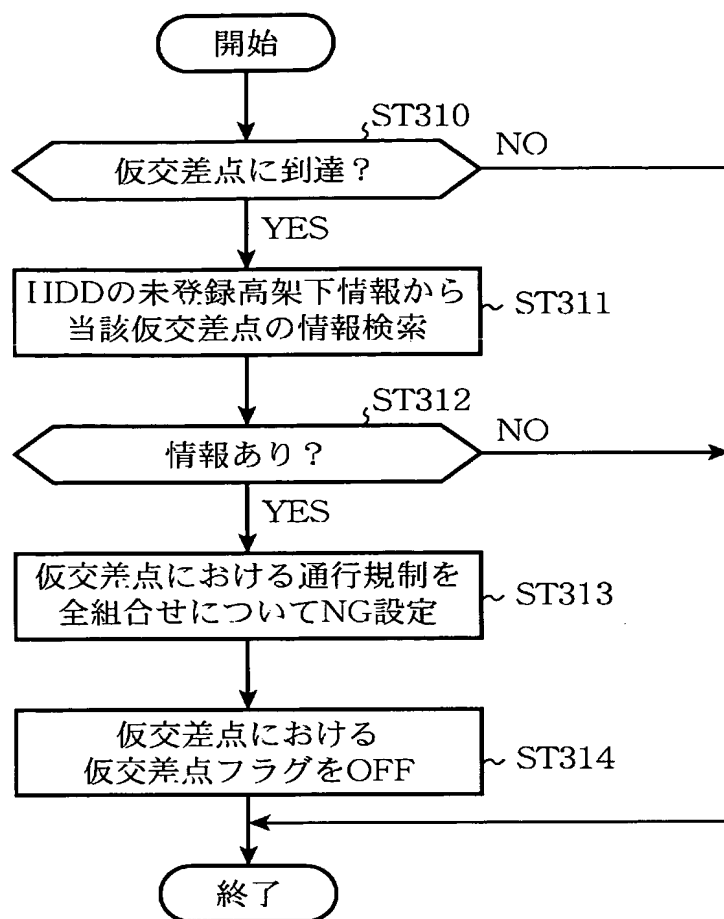 開始
ST310
仮交差点に到達？
NO
YES
HDDの未登録高架下情報から
当該仮交差点の情報検索
ST311
ST312
情報あり？
NO
YES
仮交差点における通行規制を
全組合せについてNG設定
ST313
仮交差点における
仮交差点フラグをOFF
ST314
終了